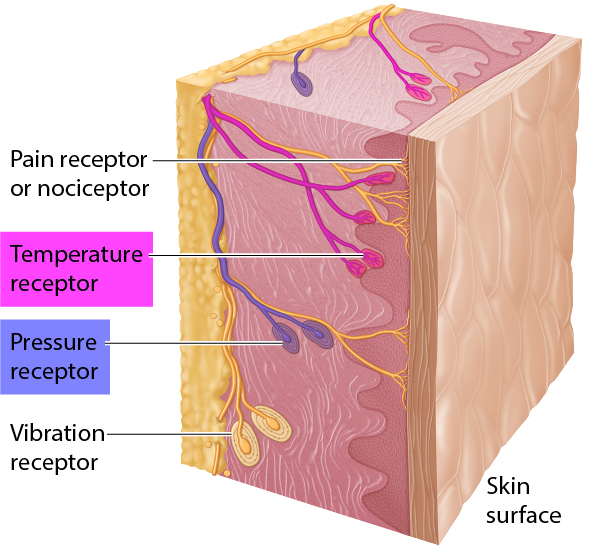 Pain receptor
or nociceptor
Temperature
receptor
Pressure
receptor
Vibration
receptor
Skin
surface